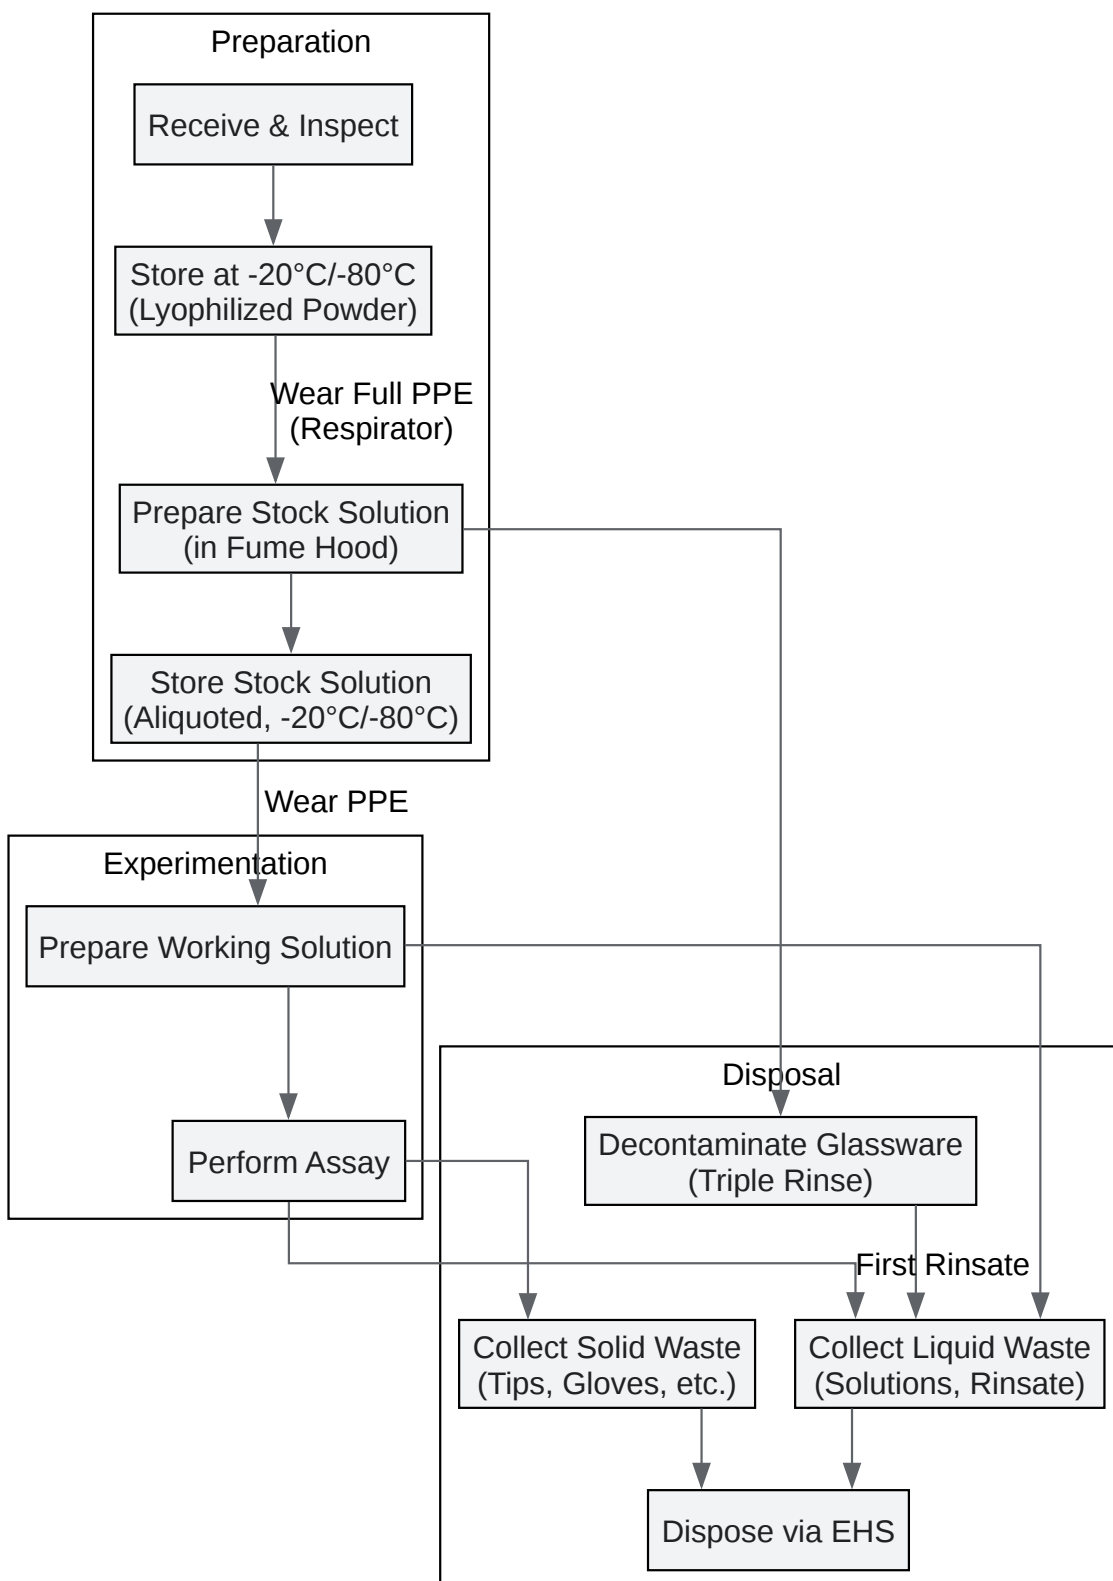 Preparation
Receive & Inspect
Store at -20°C/-80°C
(Lyophilized Powder)
Wear Full PPE
(Respirator)
Prepare Stock Solution
(in Fume Hood)
Store Stock Solution
(Aliquoted, -20°C/-80°C)
Wear PPE
Experimentation
Prepare Working Solution
Perform Assay
Disposal
Decontaminate Glassware
(Triple Rinse)
First Rinsate
Collect Solid Waste
(Tips, Gloves, etc.)
Collect Liquid Waste
(Solutions, Rinsate)
Dispose via EHS